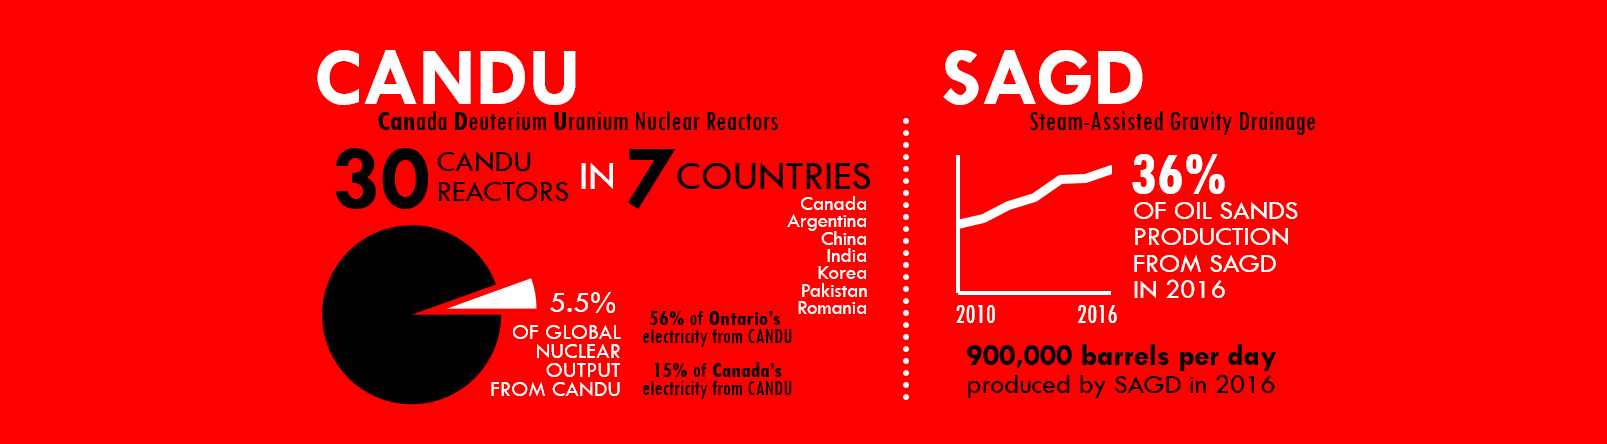 CANDU
Canada Deuterium Uranium Nuclear Reactors
30 CANDU REACTORS IN 7 COUNTRIES
Canada
Argentina
China
India
Korea
Pakistan
Romania
5.5%
OF GLOBAL
NUCLEAR
OUTPUT
FROM CANDU
56% of Ontario's
electricity from CANDU
15% of Canada's
electricity from CANDU
SAGD
Steam-Assisted Gravity Drainage
36%
OF OIL SANDS
PRODUCTION
FROM SAGD
IN 2016
2010 2016
900,000 barrels per day
produced by SAGD in 2016